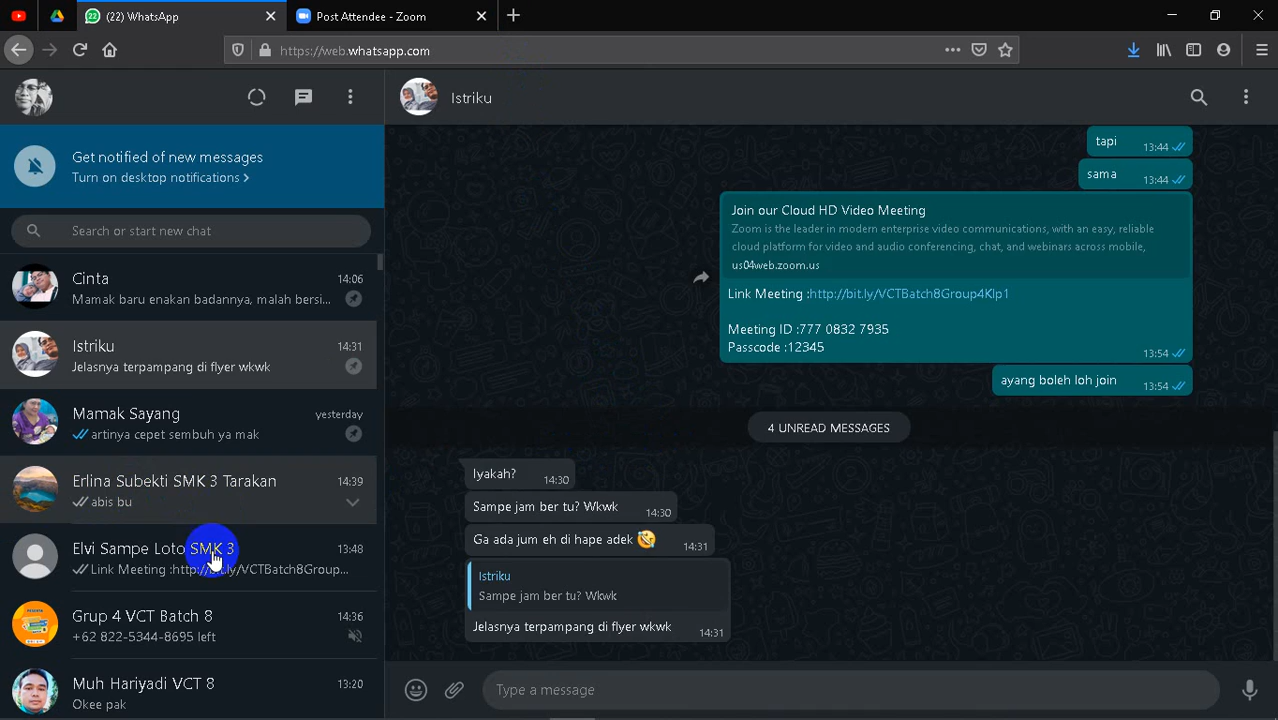 (22) WhatsApp
Post Attendee - Zoom
https://web.whatsapp.com
Get notified of new messages
Turn on desktop notifications >
Search or start new chat
Cinta 14:06
Mamak baru enakan badannya, malah bersi...
Istriku 14:31
Jelasnya terpampang di flyer wkwk
Mamak Sayang yesterday
artinya cepet sembuh ya mak
Erlina Subekti SMK 3 Tarakan 14:39
abis bu
Elvi Sampe Loto SMK 3 13:48
Link Meeting :http://bit.ly/VCTBatch8Group...
Grup 4 VCT Batch 8 14:36
+62 822-5344-8695 left
Muh Hariyadi VCT 8 13:20
Okee pak
Istriku
tapi 13:44
sama 13:44
Join our Cloud HD Video Meeting
Zoom is the leader in modern enterprise video communications, with an easy, reliable
cloud platform for video and audio conferencing, chat, and webinars across mobile,
us04web.zoom.us
Link Meeting :http://bit.ly/VCTBatch8Group4Klp1
Meeting ID :777 0832 7935
Passcode :12345
13:54
ayang boleh loh join 13:54
4 UNREAD MESSAGES
Iyakah? 14:30
Sampe jam ber tu? Wkwk 14:30
Ga ada jum eh di hape adek 🤣 14:31
Istriku
Sampe jam ber tu? Wkwk
Jelasnya terpampang di flyer wkwk 14:31
Type a message